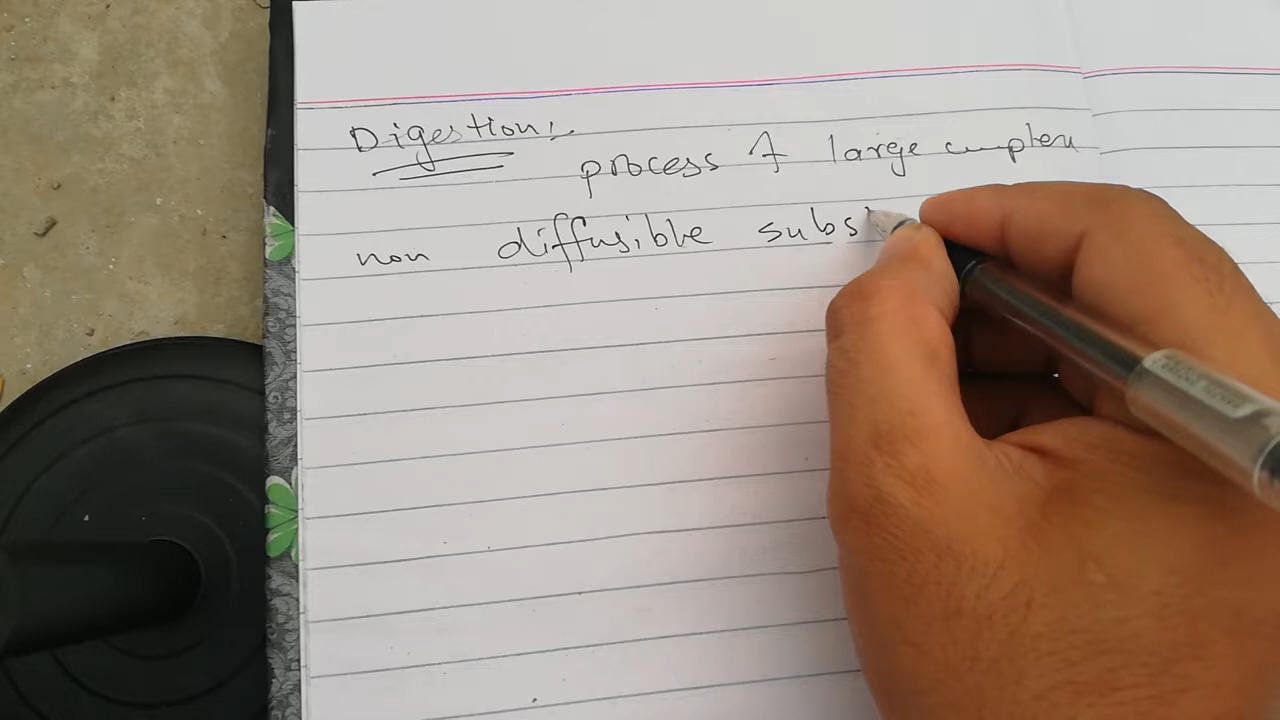 Digestion:
process of large complex
non diffusible subs